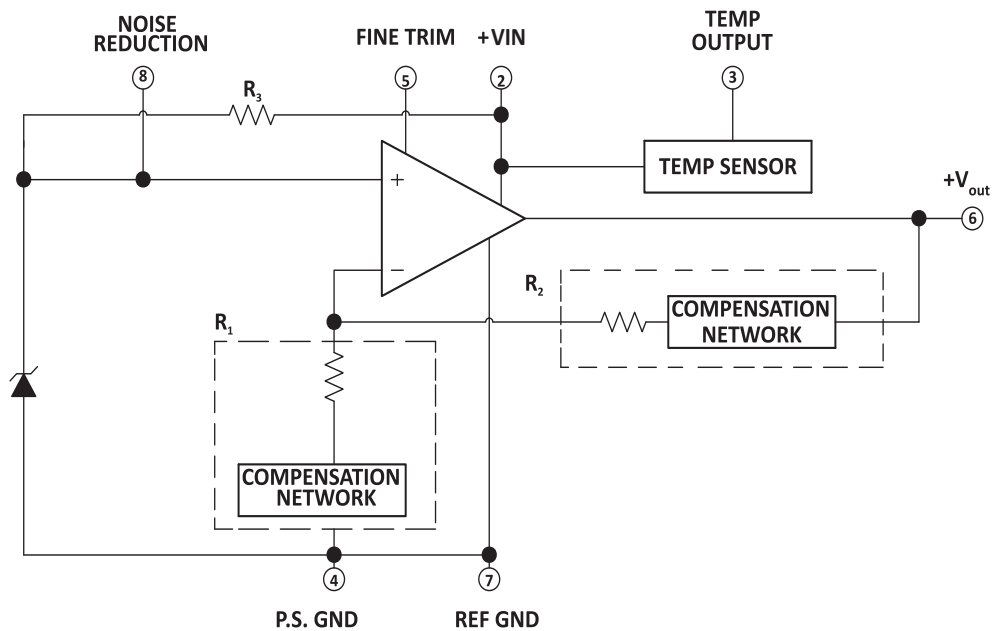 NOISE
REDUCTION
FINE TRIM
+VIN
TEMP
OUTPUT
8
5
2
3
R3
TEMP SENSOR
+
+Vout
6
−
R2
COMPENSATION
NETWORK
R1
COMPENSATION
NETWORK
4
7
P.S. GND
REF GND